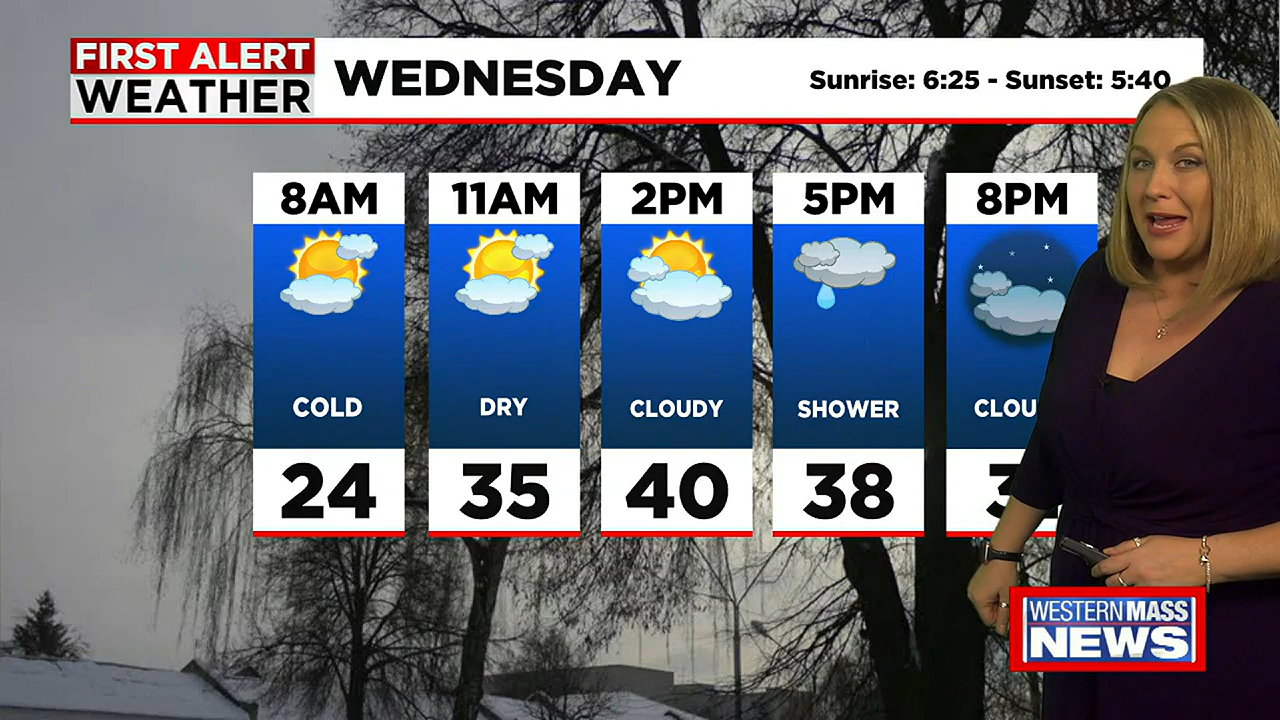 FIRST ALERT
WEATHER
WEDNESDAY
Sunrise: 6:25 - Sunset: 5:40
8AM 11AM 2PM 5PM 8PM
COLD DRY CLOUDY SHOWER
24 35 40 38
WESTERN MASS
NEWS